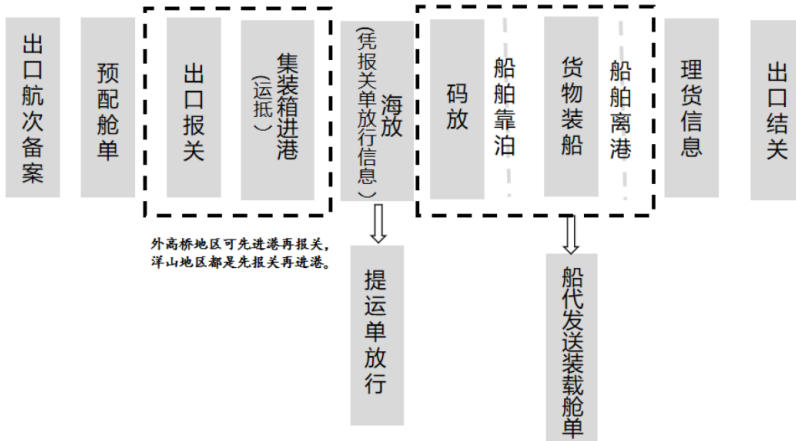 出口航次备案
预配舱单
出口报关
集装箱进港
(运抵)
海放
(凭报关单放行信息)
码放
船舶靠泊
货物装船
船舶离港
理货信息
出口结关
外高桥地区可先进港再报关，
洋山地区都是先报关再进港。
提运单放行
船代发送装载舱单